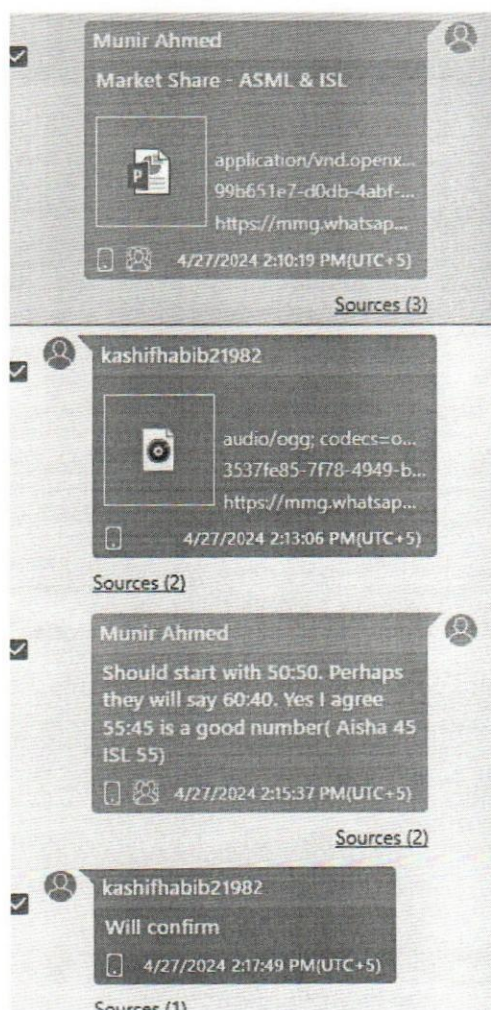 Munir Ahmed
Market Share - ASML & ISL
application/vnd.openx...
99b651e7-d0db-4abf-...
https://mmg.whatsap...
4/27/2024 2:10:19 PM(UTC+5)
Sources (3)
kashifhabib21982
audio/ogg; codecs=o...
3537fe85-7f78-4949-b...
https://mmg.whatsap...
4/27/2024 2:13:06 PM(UTC+5)
Sources (2)
Munir Ahmed
Should start with 50:50. Perhaps
they will say 60:40. Yes I agree
55:45 is a good number( Aisha 45
ISL 55)
4/27/2024 2:15:37 PM(UTC+5)
Sources (2)
kashifhabib21982
Will confirm
4/27/2024 2:17:49 PM(UTC+5)
Sources (1)